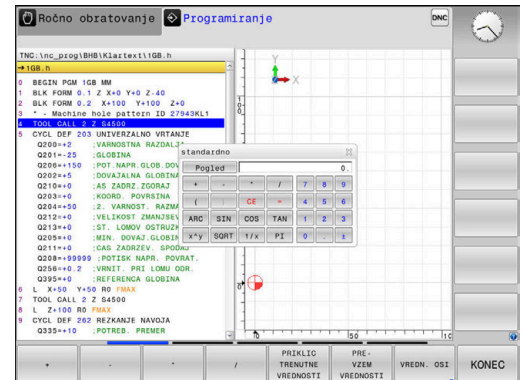 Ročno obratovanje
Programiranje
DNC
TNC:\nc_prog\BHB\Klartext\1GB.h
→1GB.h
0 BEGIN PGM 1GB MM
1 BLK FORM 0.1 Z X+0 Y+0 Z-40
2 BLK FORM 0.2 X+100 Y+100 Z+0
3 * - Machine hole pattern ID 27943KL1
4 TOOL CALL 2 Z S4500
5 CYCL DEF 203 UNIVERZALNO VRTANJE
Q200=+2 ;VARNOSTNA RAZDALJA
Q201=-25 ;GLOBINA
Q206=+150 ;POT.NAPR.GLOB.DOV
Q202=+5 ;DOVAJALNA GLOBINA
Q210=+0 ;AS ZADRZ.ZGORAJ
Q203=+0 ;KOORD. POVRSINA
Q204=+50 ;2. VARNOST. RAZMAK
Q212=+0 ;VELIKOST ZMANJSEV
Q213=+0 ;ST. LOMOV OSTRUZK
Q205=+0 ;MIN. DOVAJ.GLOBIN
Q211=+0 ;CAS ZADRZEV. SPODAJ
Q208=+99999 ;POTISK NAPR. POVRAT.
Q256=+0.2 ;VRNIT. PRI LOMU ODR.
Q395=+0 ;REFERENCA GLOBINA
6 L X+50 Y+50 R0 FMAX
7 TOOL CALL 2 Z S4500
8 L Z+100 R0 FMAX
9 CYCL DEF 262 REZKANJE NAVOJA
Q335=+10 ;POTREB. PREMER
Y
X
standardno
Pogled 0.
+ - * / 7 8 9
( ) CE = 4 5 6
ARC SIN COS TAN 1 2 3
X^Y SQRT 1/X PI 0 . ±
0 50
+ - * /
PRIKLIC
TRENUTNE
VREDNOSTI
PRE-
VZEM
VREDNOSTI
VREDN. OSI
KONEC